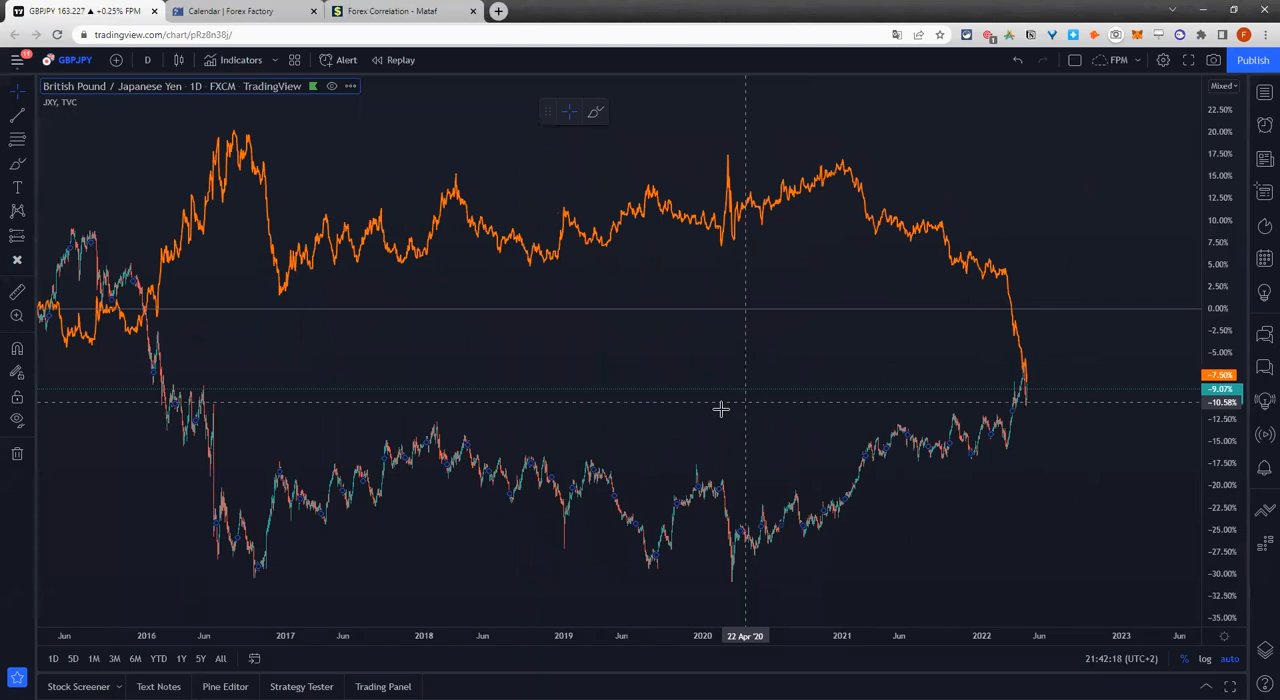 GBPJPY 163.227 ▲ +0.25% FPM
Calendar | Forex Factory
Forex Correlation - Mataf
tradingview.com/chart/pRz8n38j/
11
GBPJPY
D
Indicators
Alert
Replay
FPM
Publish
British Pound / Japanese Yen · 1D · FXCM · TradingView
JXY, TVC
Mixed
22.50%
20.00%
17.50%
15.00%
12.50%
10.00%
7.50%
5.00%
2.50%
0.00%
−2.50%
−5.00%
−7.50%
−9.07%
−10.58%
−12.50%
−15.00%
−17.50%
−20.00%
−22.50%
−25.00%
−27.50%
−30.00%
−32.50%
−35.00%
Jun 2016 Jun 2017 Jun 2018 Jun 2019 Jun 2020 22 Apr '20 2021 Jun 2022 Jun 2023 Jun
1D 5D 1M 3M 6M YTD 1Y 5Y All
21:42:18 (UTC+2) % log auto
Stock Screener Text Notes Pine Editor Strategy Tester Trading Panel